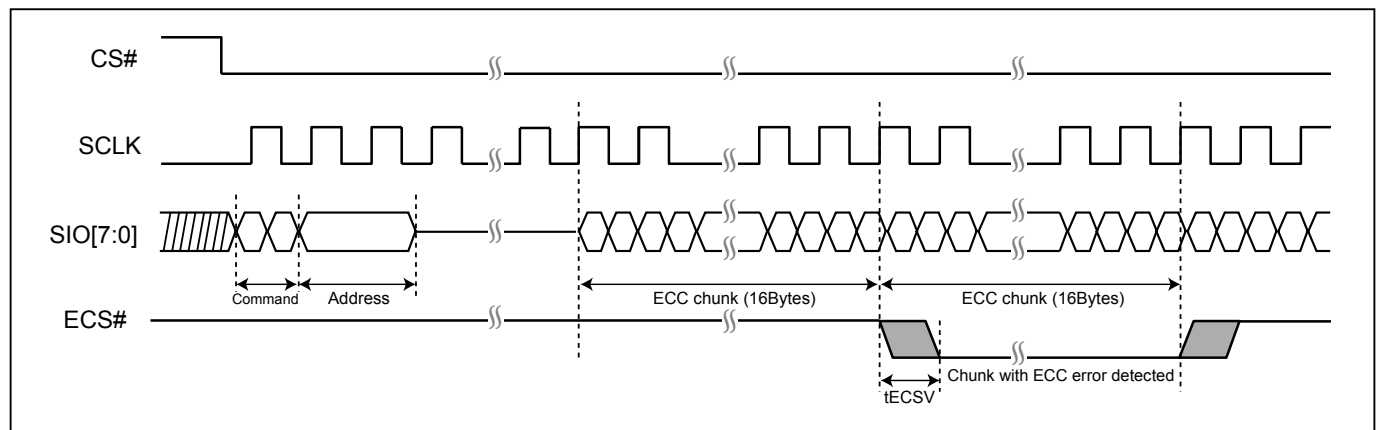 CS#
SCLK
SIO[7:0]
Command
Address
ECC chunk (16Bytes)
ECC chunk (16Bytes)
ECS#
Chunk with ECC error detected
tECSV